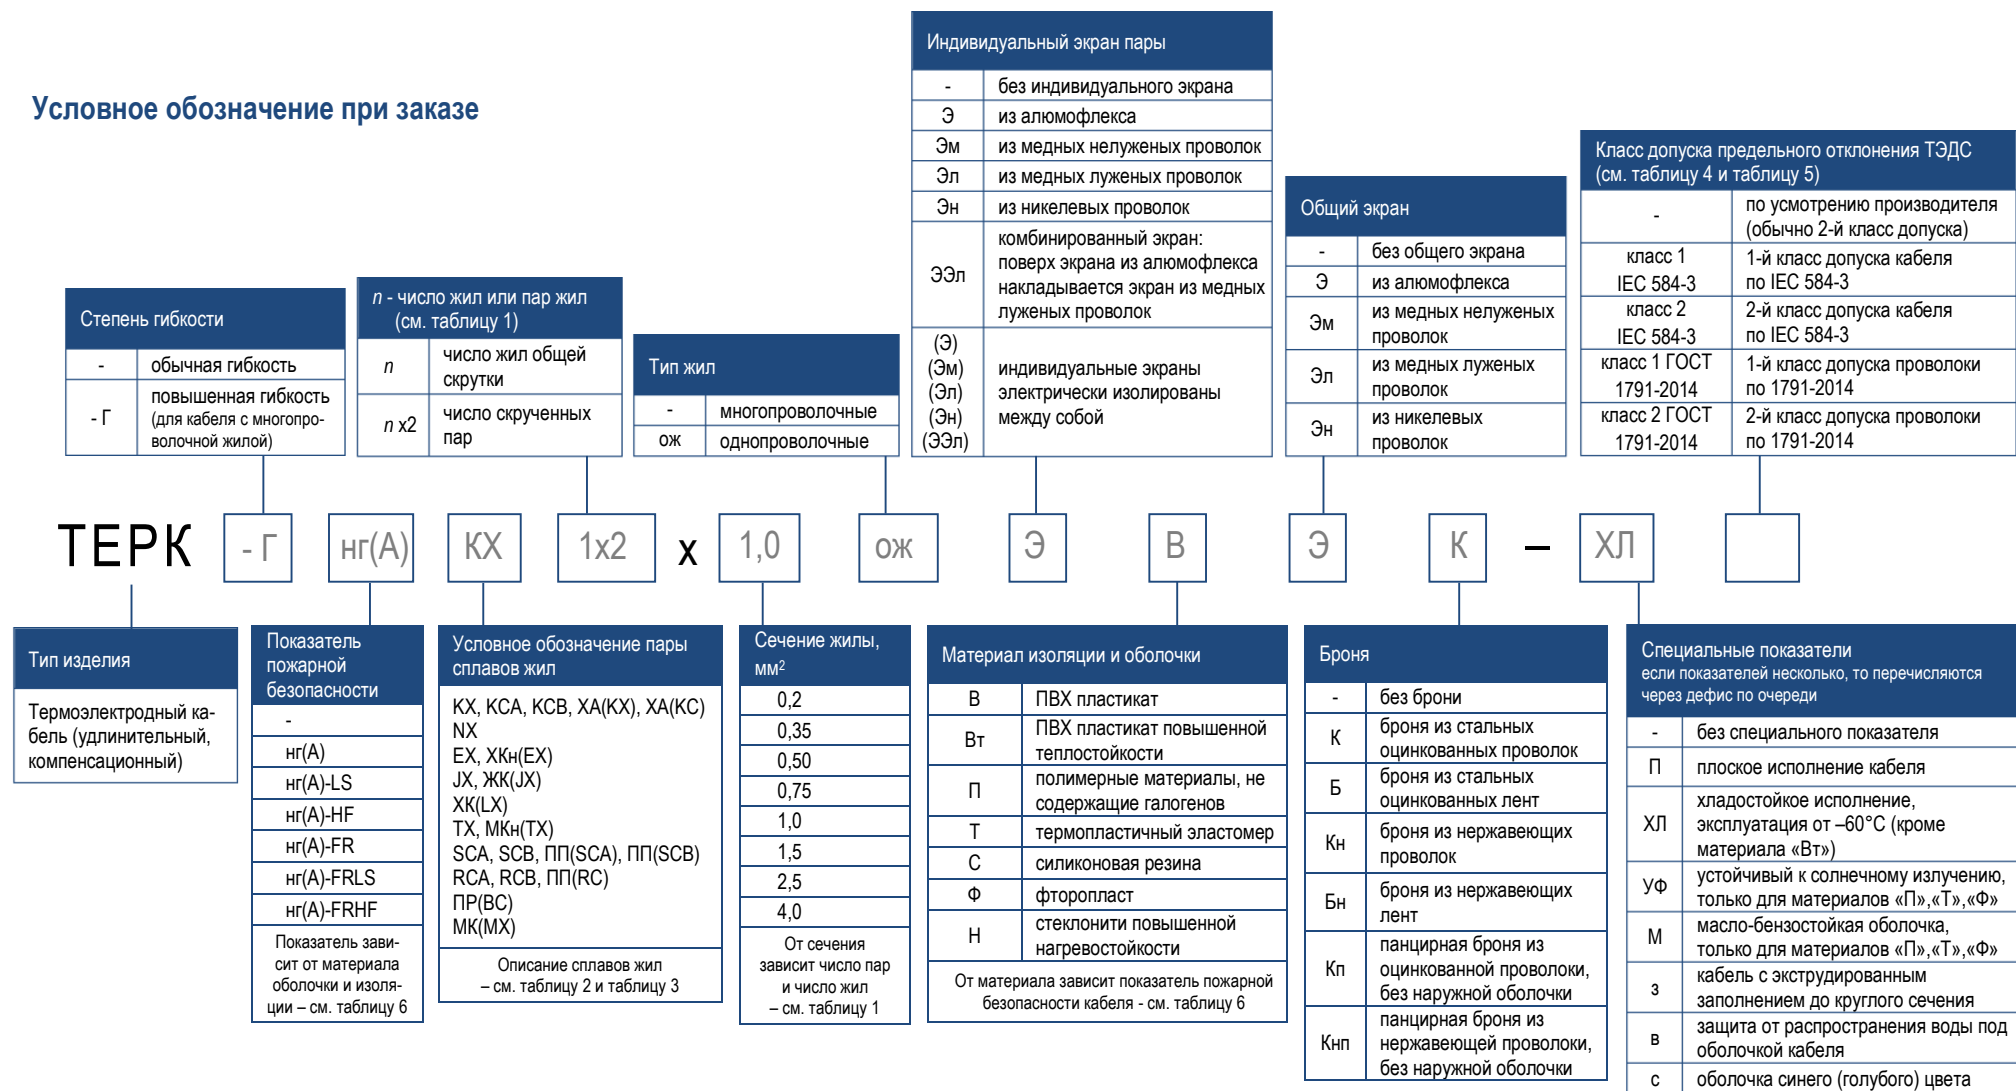 Условное обозначение при заказе
Индивидуальный экран пары
- без индивидуального экрана
Э из алюмофлекса
Эм из медных нелуженых проволок
Эл из медных луженых проволок
Эн из никелевых проволок
ЭЭл комбинированный экран:
поверх экрана из алюмофлекса
накладывается экран из медных
луженых проволок
(Э)
(Эм)
(Эл)
(Эн)
(ЭЭл)
индивидуальные экраны
электрически изолированы
между собой
Степень гибкости
- обычная гибкость
- Г повышенная гибкость
(для кабеля с многопро-
волочной жилой)
n - число жил или пар жил
(см. таблицу 1)
n число жил общей
скрутки
n x2 число скрученных
пар
Тип жил
- многопроволочные
ож однопроволочные
Общий экран
- без общего экрана
Э из алюмофлекса
Эм из медных нелуженых
проволок
Эл из медных луженых
проволок
Эн из никелевых
проволок
Класс допуска предельного отклонения ТЭДС
(см. таблицу 4 и таблицу 5)
- по усмотрению производителя
(обычно 2-й класс допуска)
класс 1 1-й класс допуска кабеля
IEC 584-3 по IEC 584-3
класс 2 2-й класс допуска кабеля
IEC 584-3 по IEC 584-3
класс 1 ГОСТ 1-й класс допуска проволоки
1791-2014 по 1791-2014
класс 2 ГОСТ 2-й класс допуска проволоки
1791-2014 по 1791-2014
ТЕРК - Г нг(А) КХ 1х2 х 1,0 ож Э В Э К – ХЛ
Тип изделия
Термоэлектродный ка-
бель (удлинительный,
компенсационный)
Показатель
пожарной
безопасности
-
нг(А)
нг(А)-LS
нг(А)-HF
нг(А)-FR
нг(А)-FRLS
нг(А)-FRHF
Показатель зави-
сит от материала
оболочки и изоля-
ции – см. таблицу 6
Условное обозначение пары
сплавов жил
KX, KCA, KCB, ХА(KX), ХА(KC)
NX
EX, ХКн(EX)
JX, ЖК(JX)
ХК(LX)
TX, МКн(TX)
SCA, SCB, ПП(SCA), ПП(SCB)
RCA, RCB, ПП(RC)
ПР(BC)
МК(MX)
Описание сплавов жил
– см. таблицу 2 и таблицу 3
Сечение жилы,
мм2
0,2
0,35
0,50
0,75
1,0
1,5
2,5
4,0
От сечения
зависит число пар
и число жил
– см. таблицу 1
Материал изоляции и оболочки
В ПВХ пластикат
Вт ПВХ пластикат повышенной
теплостойкости
П полимерные материалы, не
содержащие галогенов
Т термопластичный эластомер
С силиконовая резина
Ф фторопласт
Н стеклонити повышенной
нагревостойкости
От материала зависит показатель пожарной
безопасности кабеля - см. таблицу 6
Броня
- без брони
К броня из стальных
оцинкованных проволок
Б броня из стальных
оцинкованных лент
Кн броня из нержавеющих
проволок
Бн броня из нержавеющих
лент
Кп панцирная броня из
оцинкованной проволоки,
без наружной оболочки
Кнп панцирная броня из
нержавеющей проволоки,
без наружной оболочки
Специальные показатели
если показателей несколько, то перечисляются
через дефис по очереди
- без специального показателя
П плоское исполнение кабеля
ХЛ хладостойкое исполнение,
эксплуатация от –60°С (кроме
материала «Вт»)
УФ устойчивый к солнечному излучению,
только для материалов «П»,«Т»,«Ф»
М масло-бензостойкая оболочка,
только для материалов «П»,«Т»,«Ф»
з кабель с экструдированным
заполнением до круглого сечения
в защита от распространения воды под
оболочкой кабеля
с оболочка синего (голубого) цвета